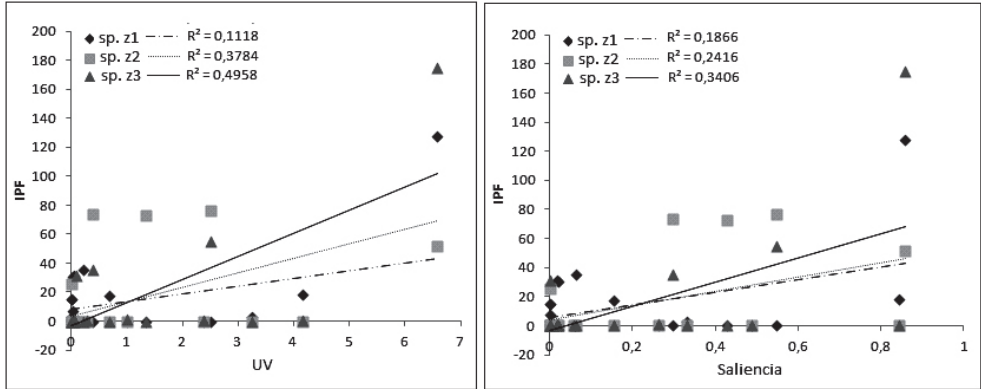 200
180
160
140
120
100
80
60
40
20
0
-20
IPF
sp. z1 R² = 0,1118
sp. z2 R² = 0,3784
sp. z3 R² = 0,4958
0 1 2 3 4 5 6 7
UV
200
180
160
140
120
100
80
60
40
20
0
-20
IPF
sp. z1 R² = 0,1866
sp. z2 R² = 0,2416
sp. z3 R² = 0,3406
0 0,2 0,4 0,6 0,8 1
Saliencia